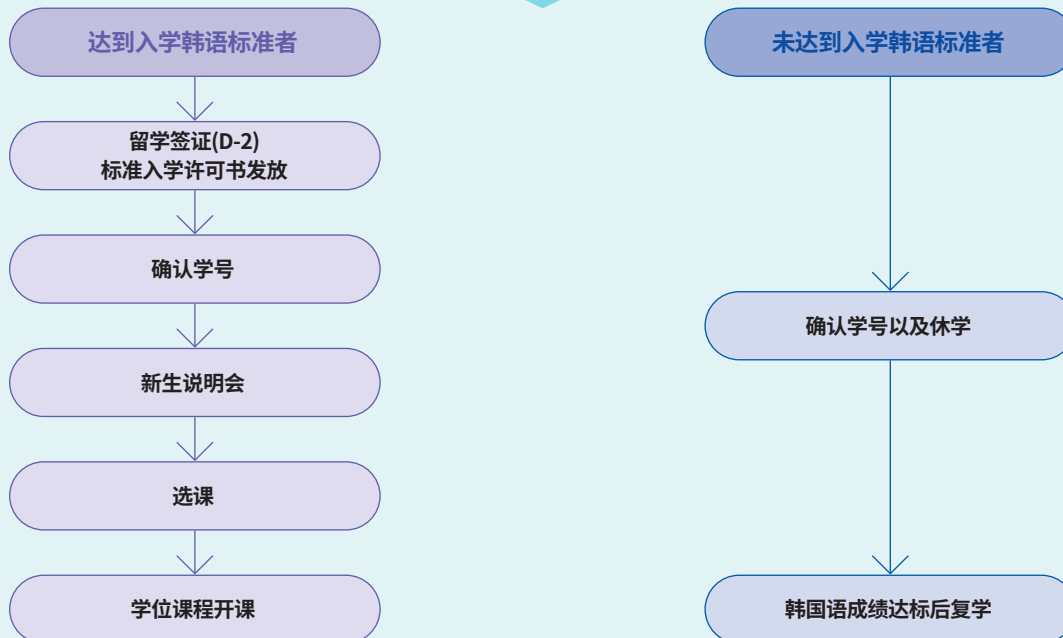 达到入学韩语标准者
留学签证(D-2)
标准入学许可书发放
确认学号
新生说明会
选课
学位课程开课
未达到入学韩语标准者
确认学号以及休学
韩国语成绩达标后复学